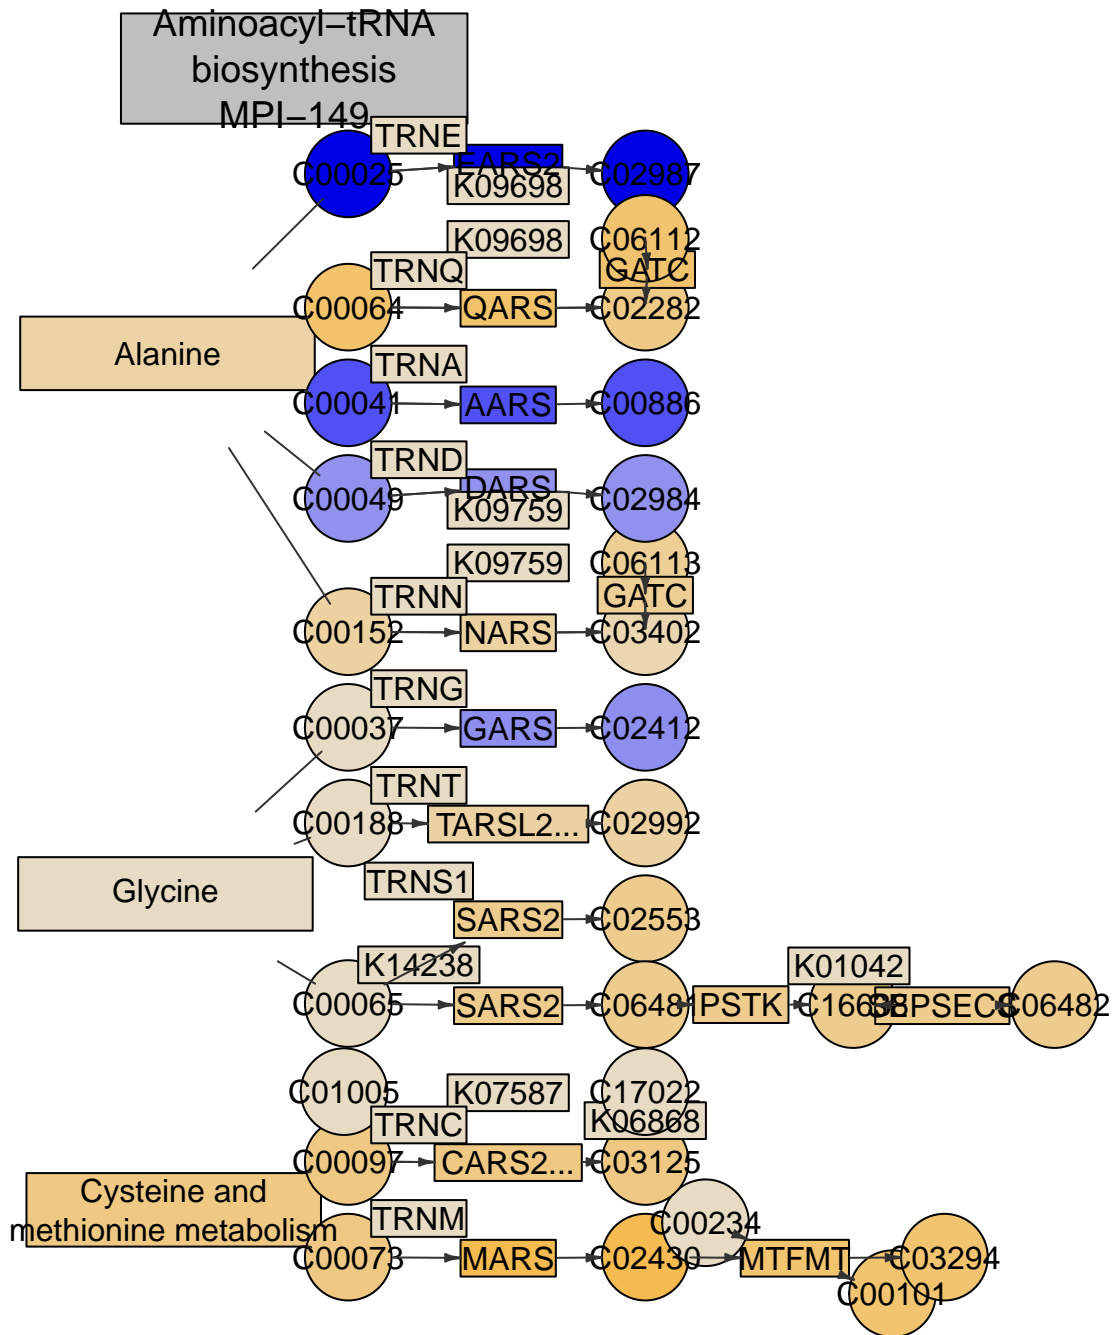 Aminoacyl−tRNA
biosynthesis
MPI−149
TRNE
C00025
EARS2
C02987
K09698
K09698
C06112
TRNQ
GATC
C00064
QARS
C02282
Alanine
TRNA
C00041
AARS
C00886
TRND
C00049
DARS
C02984
K09759
K09759
C06113
TRNN
GATC
C00152
NARS
C03402
TRNG
C00037
GARS
C02412
TRNT
C00188
TARSL2...
C02992
Glycine
TRNS1
SARS2
C02553
K14238
K01042
C00065
SARS2
C06481
PSTK
SEPSECS
C06482
C01005
K07587
C17022
TRNC
K06868
C00097
CARS2...
C03125
Cysteine and
methionine metabolism
TRNM
C00234
C00073
MARS
C02430
MTFMT
C03294
C00101